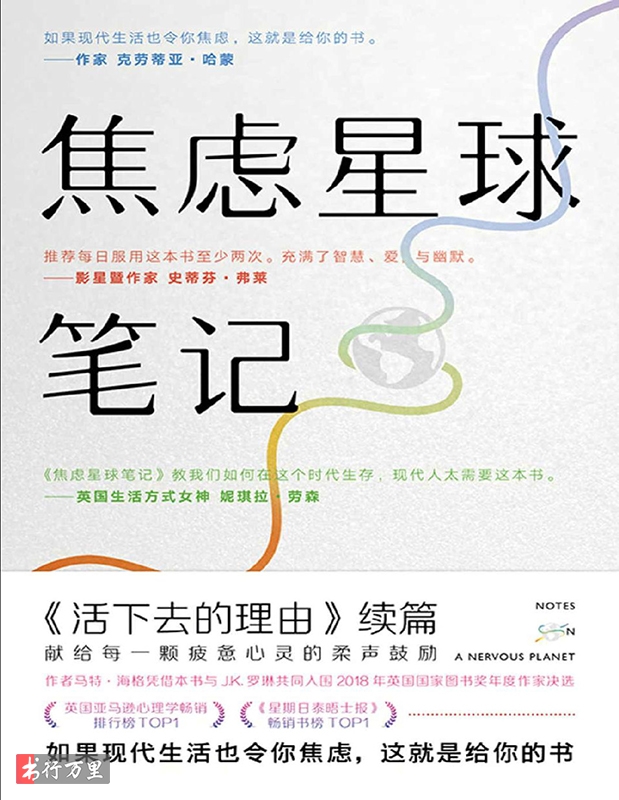 如果现代生活也令你焦虑，这就是给你的书。
——作家 克劳蒂亚·哈蒙
焦虑星球
推荐每日服用这本书至少两次。充满了智慧、爱，与幽默。
——影星暨作家 史蒂芬·弗莱
笔记
《焦虑星球笔记》教我们如何在这个时代生存，现代人太需要这本书。
——英国生活方式女神 妮琪拉·劳森
《活下去的理由》续篇
献给每一颗疲惫心灵的柔声鼓励
NOTES
ON
A NERVOUS PLANET
作者马特·海格凭借本书与J.K.罗琳共同入围2018年英国国家图书奖年度作家决选
英国亚马逊心理学畅销
排行榜TOP1
《星期日泰晤士报》
畅销书榜TOP1
如果现代生活也令你焦虑，这就是给你的书
书行万里